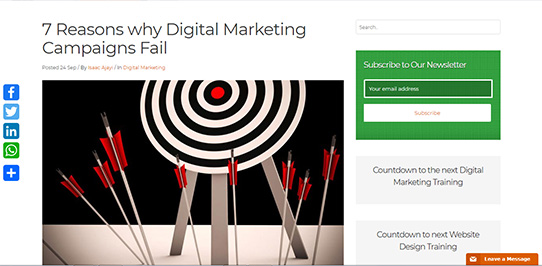 7 Reasons why Digital Marketing
Campaigns Fail
Posted 24 Sep / By Isaac Ajayi / In Digital Marketing
Search...
Subscribe to Our Newsletter
Your email address
Subscribe
Countdown to the next Digital
Marketing Training
Countdown to next Website
Design Training
Leave a Message